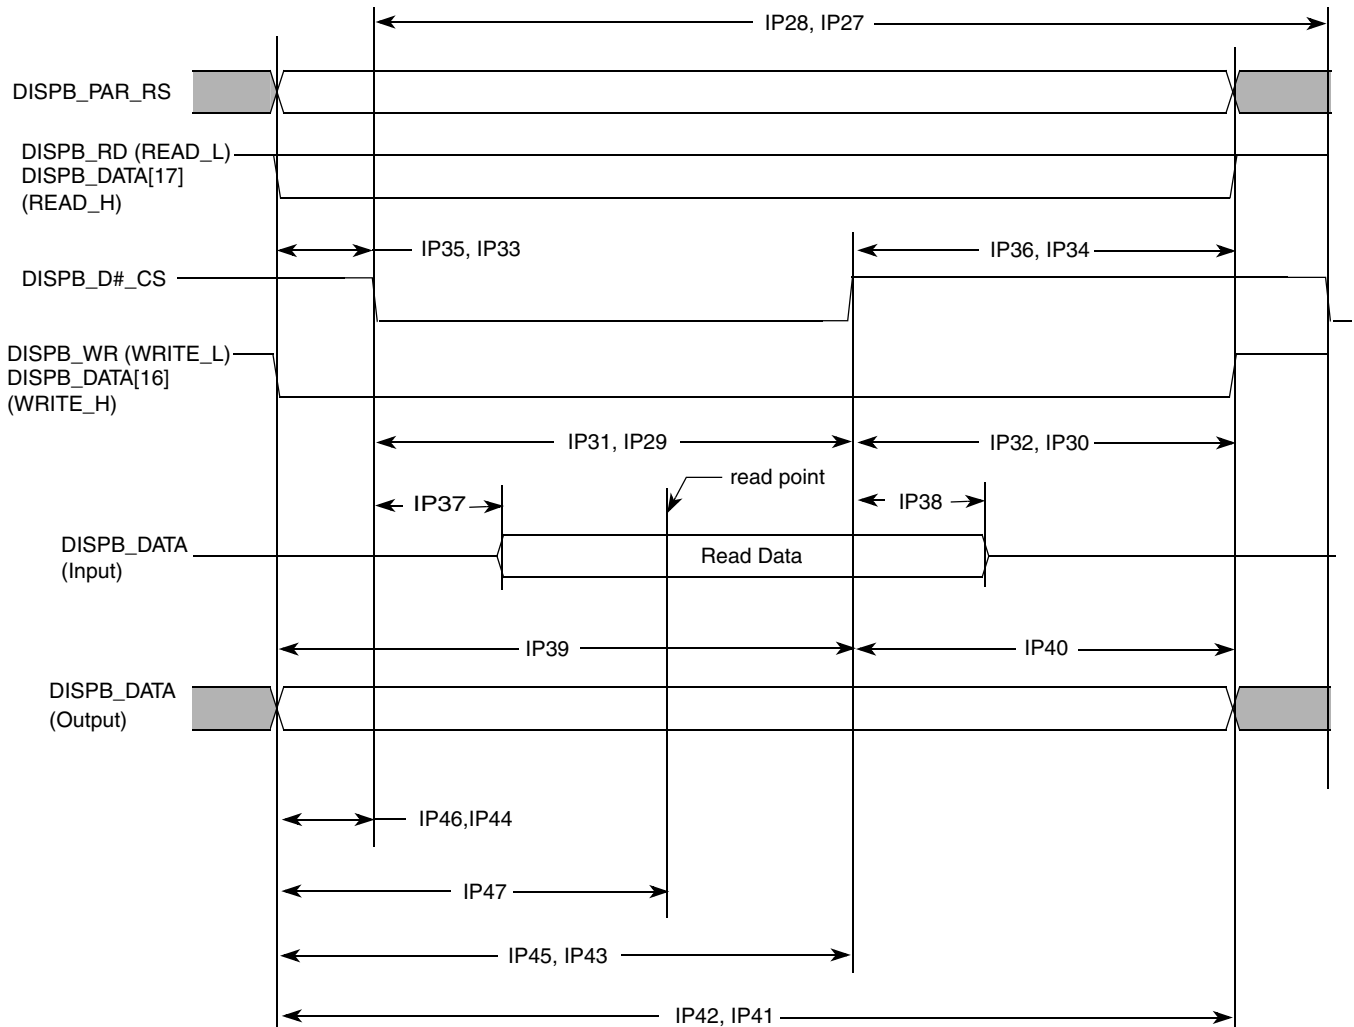 IP28, IP27
DISPB_PAR_RS
DISPB_RD (READ_L)
DISPB_DATA[17]
(READ_H)
IP35, IP33
IP36, IP34
DISPB_D#_CS
DISPB_WR (WRITE_L)
DISPB_DATA[16]
(WRITE_H)
IP31, IP29
IP32, IP30
read point
IP37
IP38
DISPB_DATA
(Input)
Read Data
IP39
IP40
DISPB_DATA
(Output)
IP46,IP44
IP47
IP45, IP43
IP42, IP41